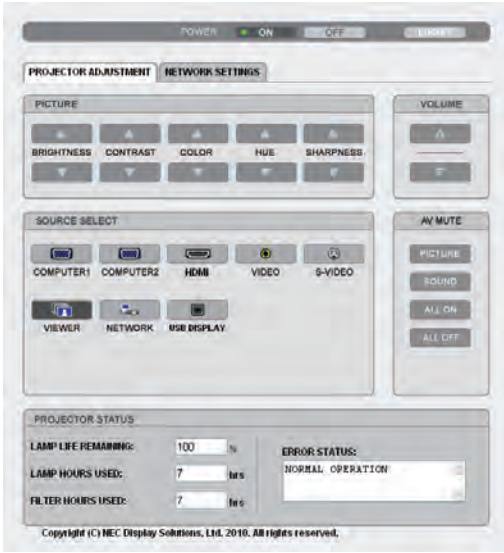 POWER ON OFF
PROJECTOR ADJUSTMENT NETWORK SETTINGS
PICTURE VOLUME
BRIGHTNESS CONTRAST COLOR HUE SHARPNESS
SOURCE SELECT AV MUTE
PICTURE
COMPUTER1 COMPUTER2 HDMI VIDEO S-VIDEO
SOUND
ALL ON
VIEWER NETWORK USB DISPLAY
ALL OFF
PROJECTOR STATUS
LAMP LIFE REMAINING: 100 % ERROR STATUS:
LAMP HOURS USED: 7 hrs NORMAL OPERATION
FILTER HOURS USED: 7 hrs
Copyright (C) NEC Display Solutions, Ltd. 2010. All rights reserved.